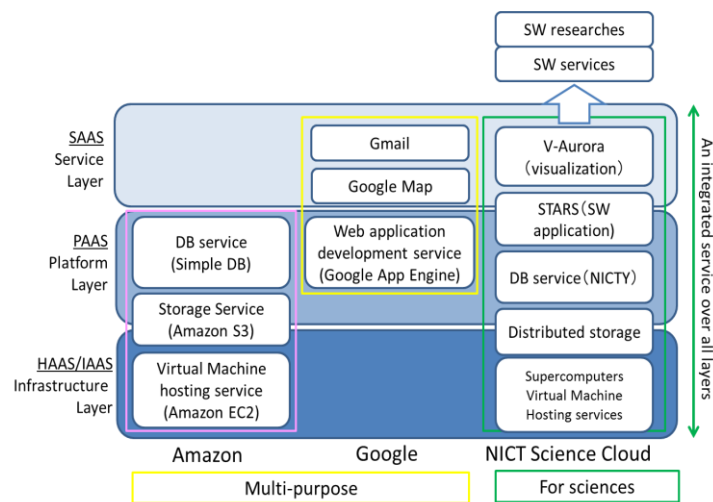 SW researches
SW services
SAAS
Service
Layer
Gmail
Google Map
V-Aurora
(visualization)
STARS(SW
application)
PAAS
Platform
Layer
DB service
(Simple DB)
Web application
development service
(Google App Engine)
DB service(NICTY)
Storage Service
(Amazon S3)
Distributed storage
HAAS/IAAS
Infrastructure
Layer
Virtual Machine
hosting service
(Amazon EC2)
Supercomputers
Virtual Machine
Hosting services
An integrated service over all layers
Amazon
Google
NICT Science Cloud
Multi-purpose
For sciences